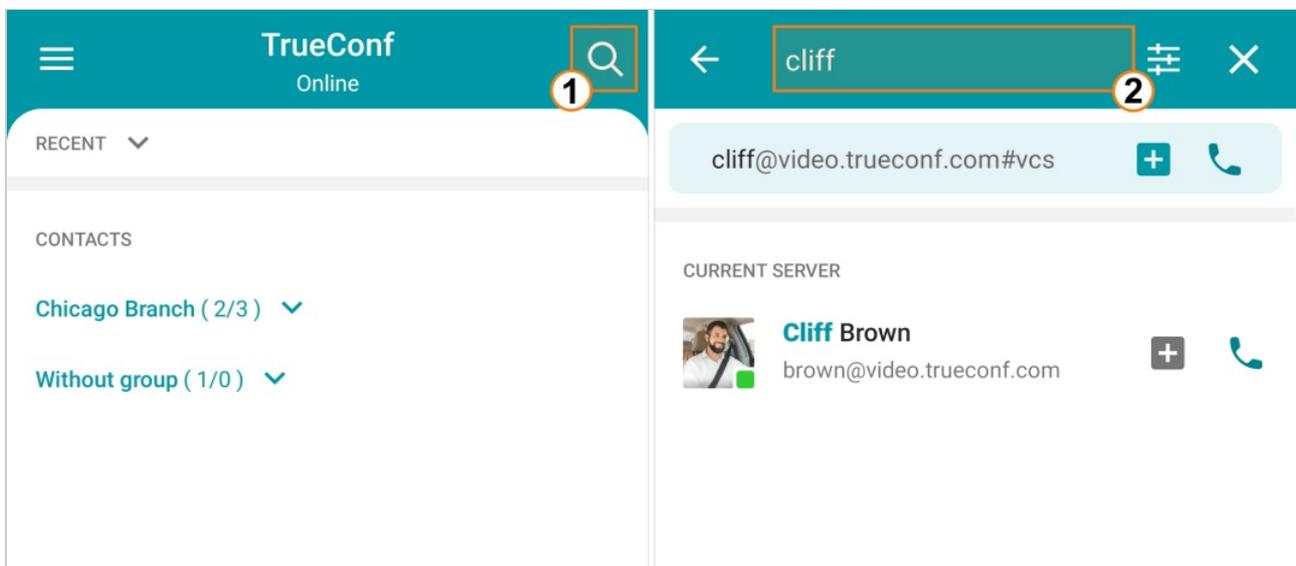 TrueConf
Online
1
RECENT
CONTACTS
Chicago Branch ( 2/3 )
Without group ( 1/0 )
cliff
2
cliff@video.trueconf.com#vcs
CURRENT SERVER
Cliff Brown
brown@video.trueconf.com